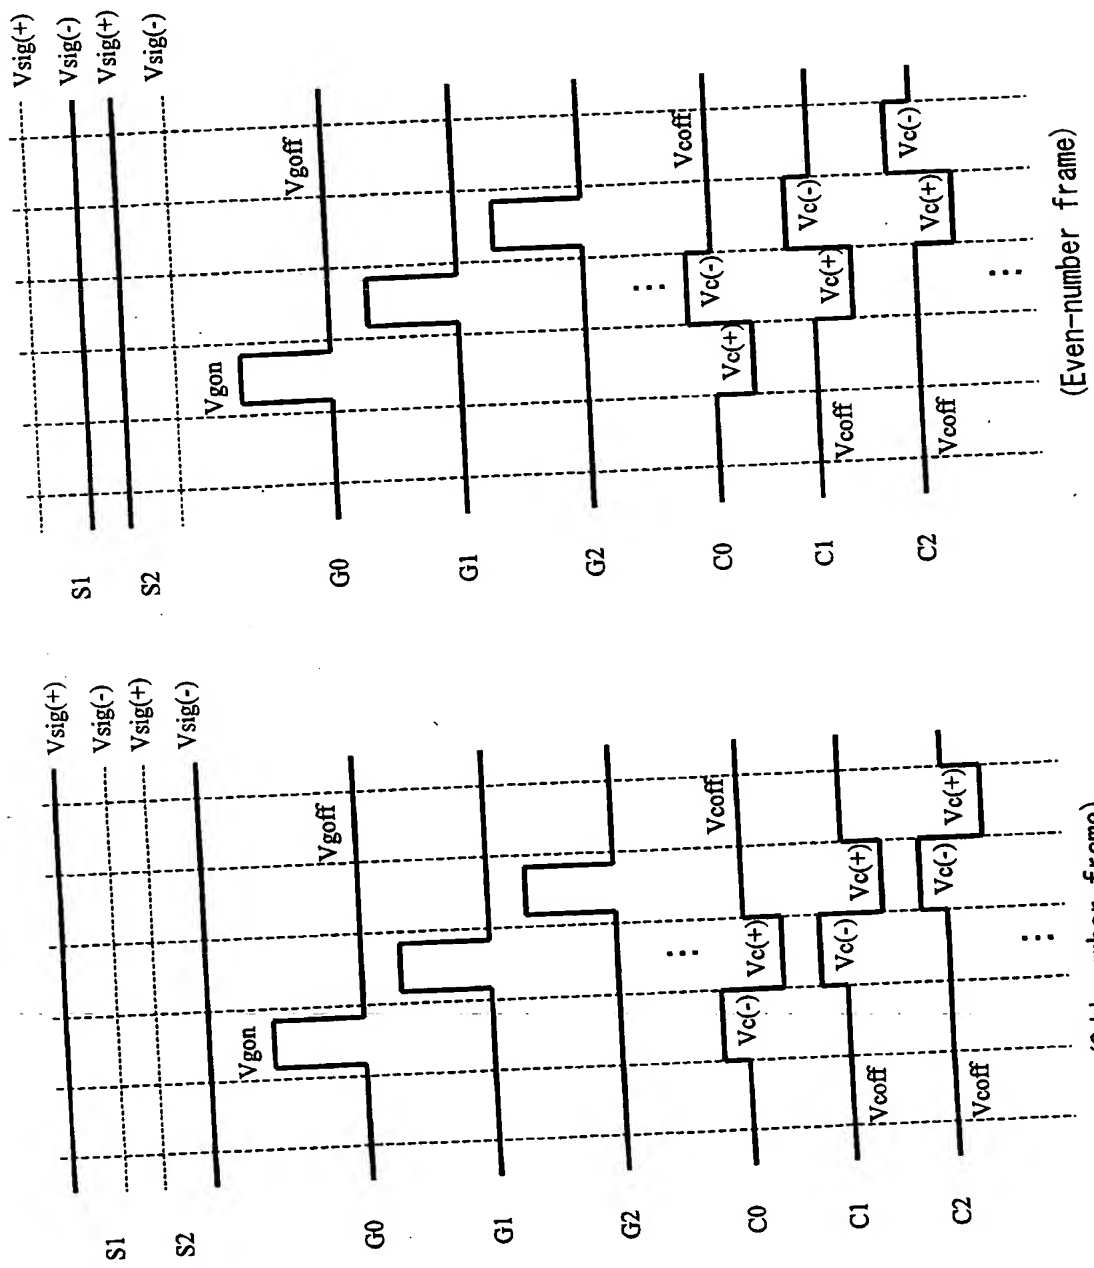 Vsig(+)
S1
Vsig(-)
Vsig(+)
S2
Vsig(-)
G0
Vgon
Vgoff
G1
G2
...
C0
Vc(-)
Vc(+)
Vcoff
C1
Vcoff
Vc(-)
Vc(+)
C2
Vcoff
Vc(-)
Vc(+)
...
frame)
Vsig(+)
S1
Vsig(-)
Vsig(+)
S2
Vsig(-)
G0
Vgon
Vgoff
G1
G2
...
C0
Vc(+)
Vc(-)
Vcoff
C1
Vcoff
Vc(+)
Vc(-)
C2
Vcoff
Vc(+)
Vc(-)
...
(Even-number frame)